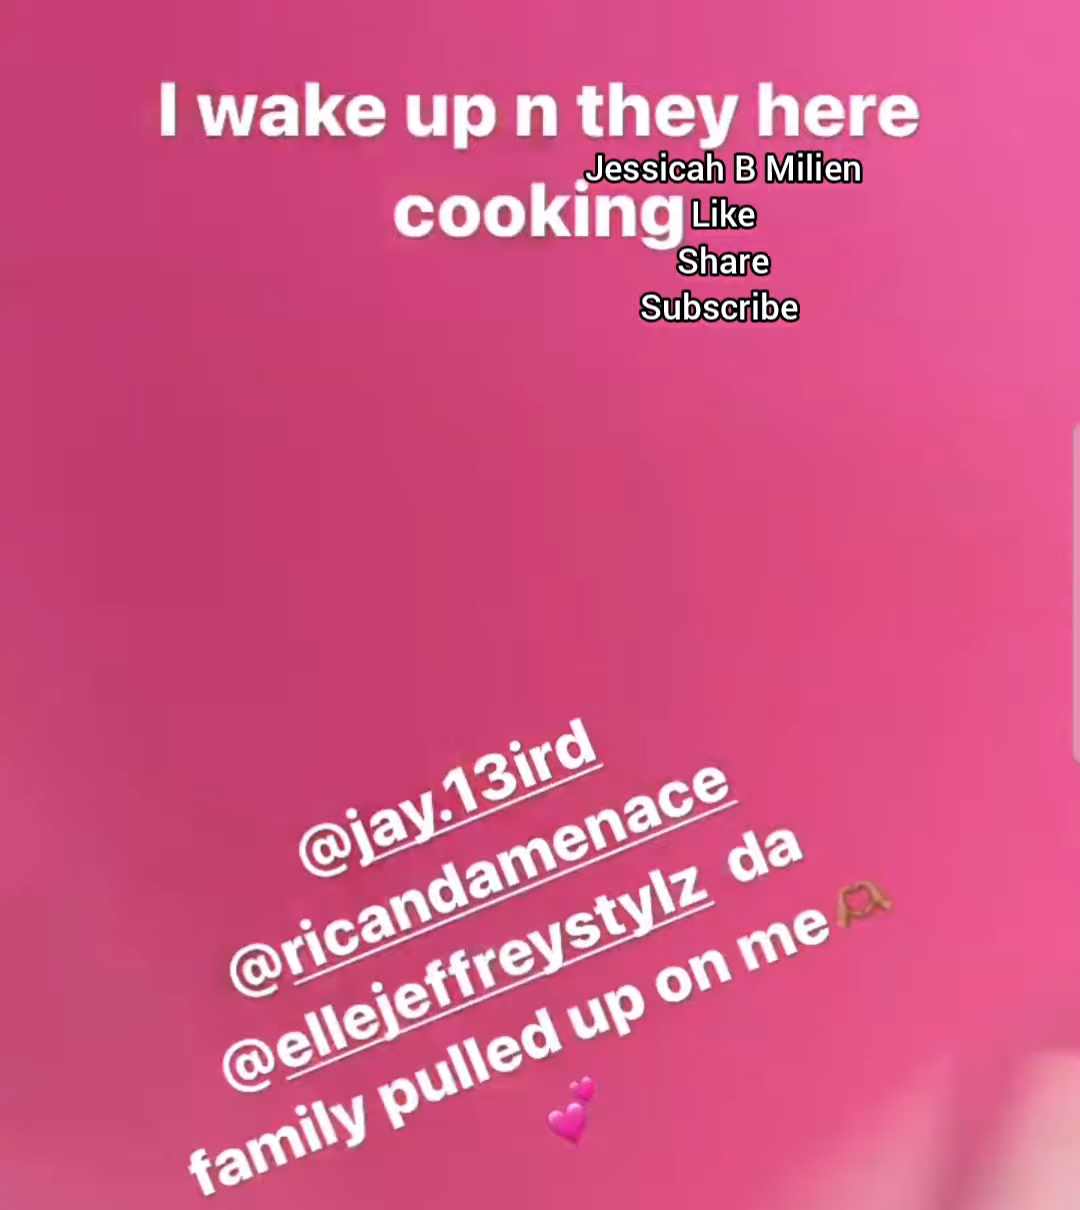 I wake up n they here
Jessicah B Milien
cooking
Like
Share
Subscribe
@jay.13ird
@ricandamenace
@ellejeffreystylz da
family pulled up on me🫶🏽
💕